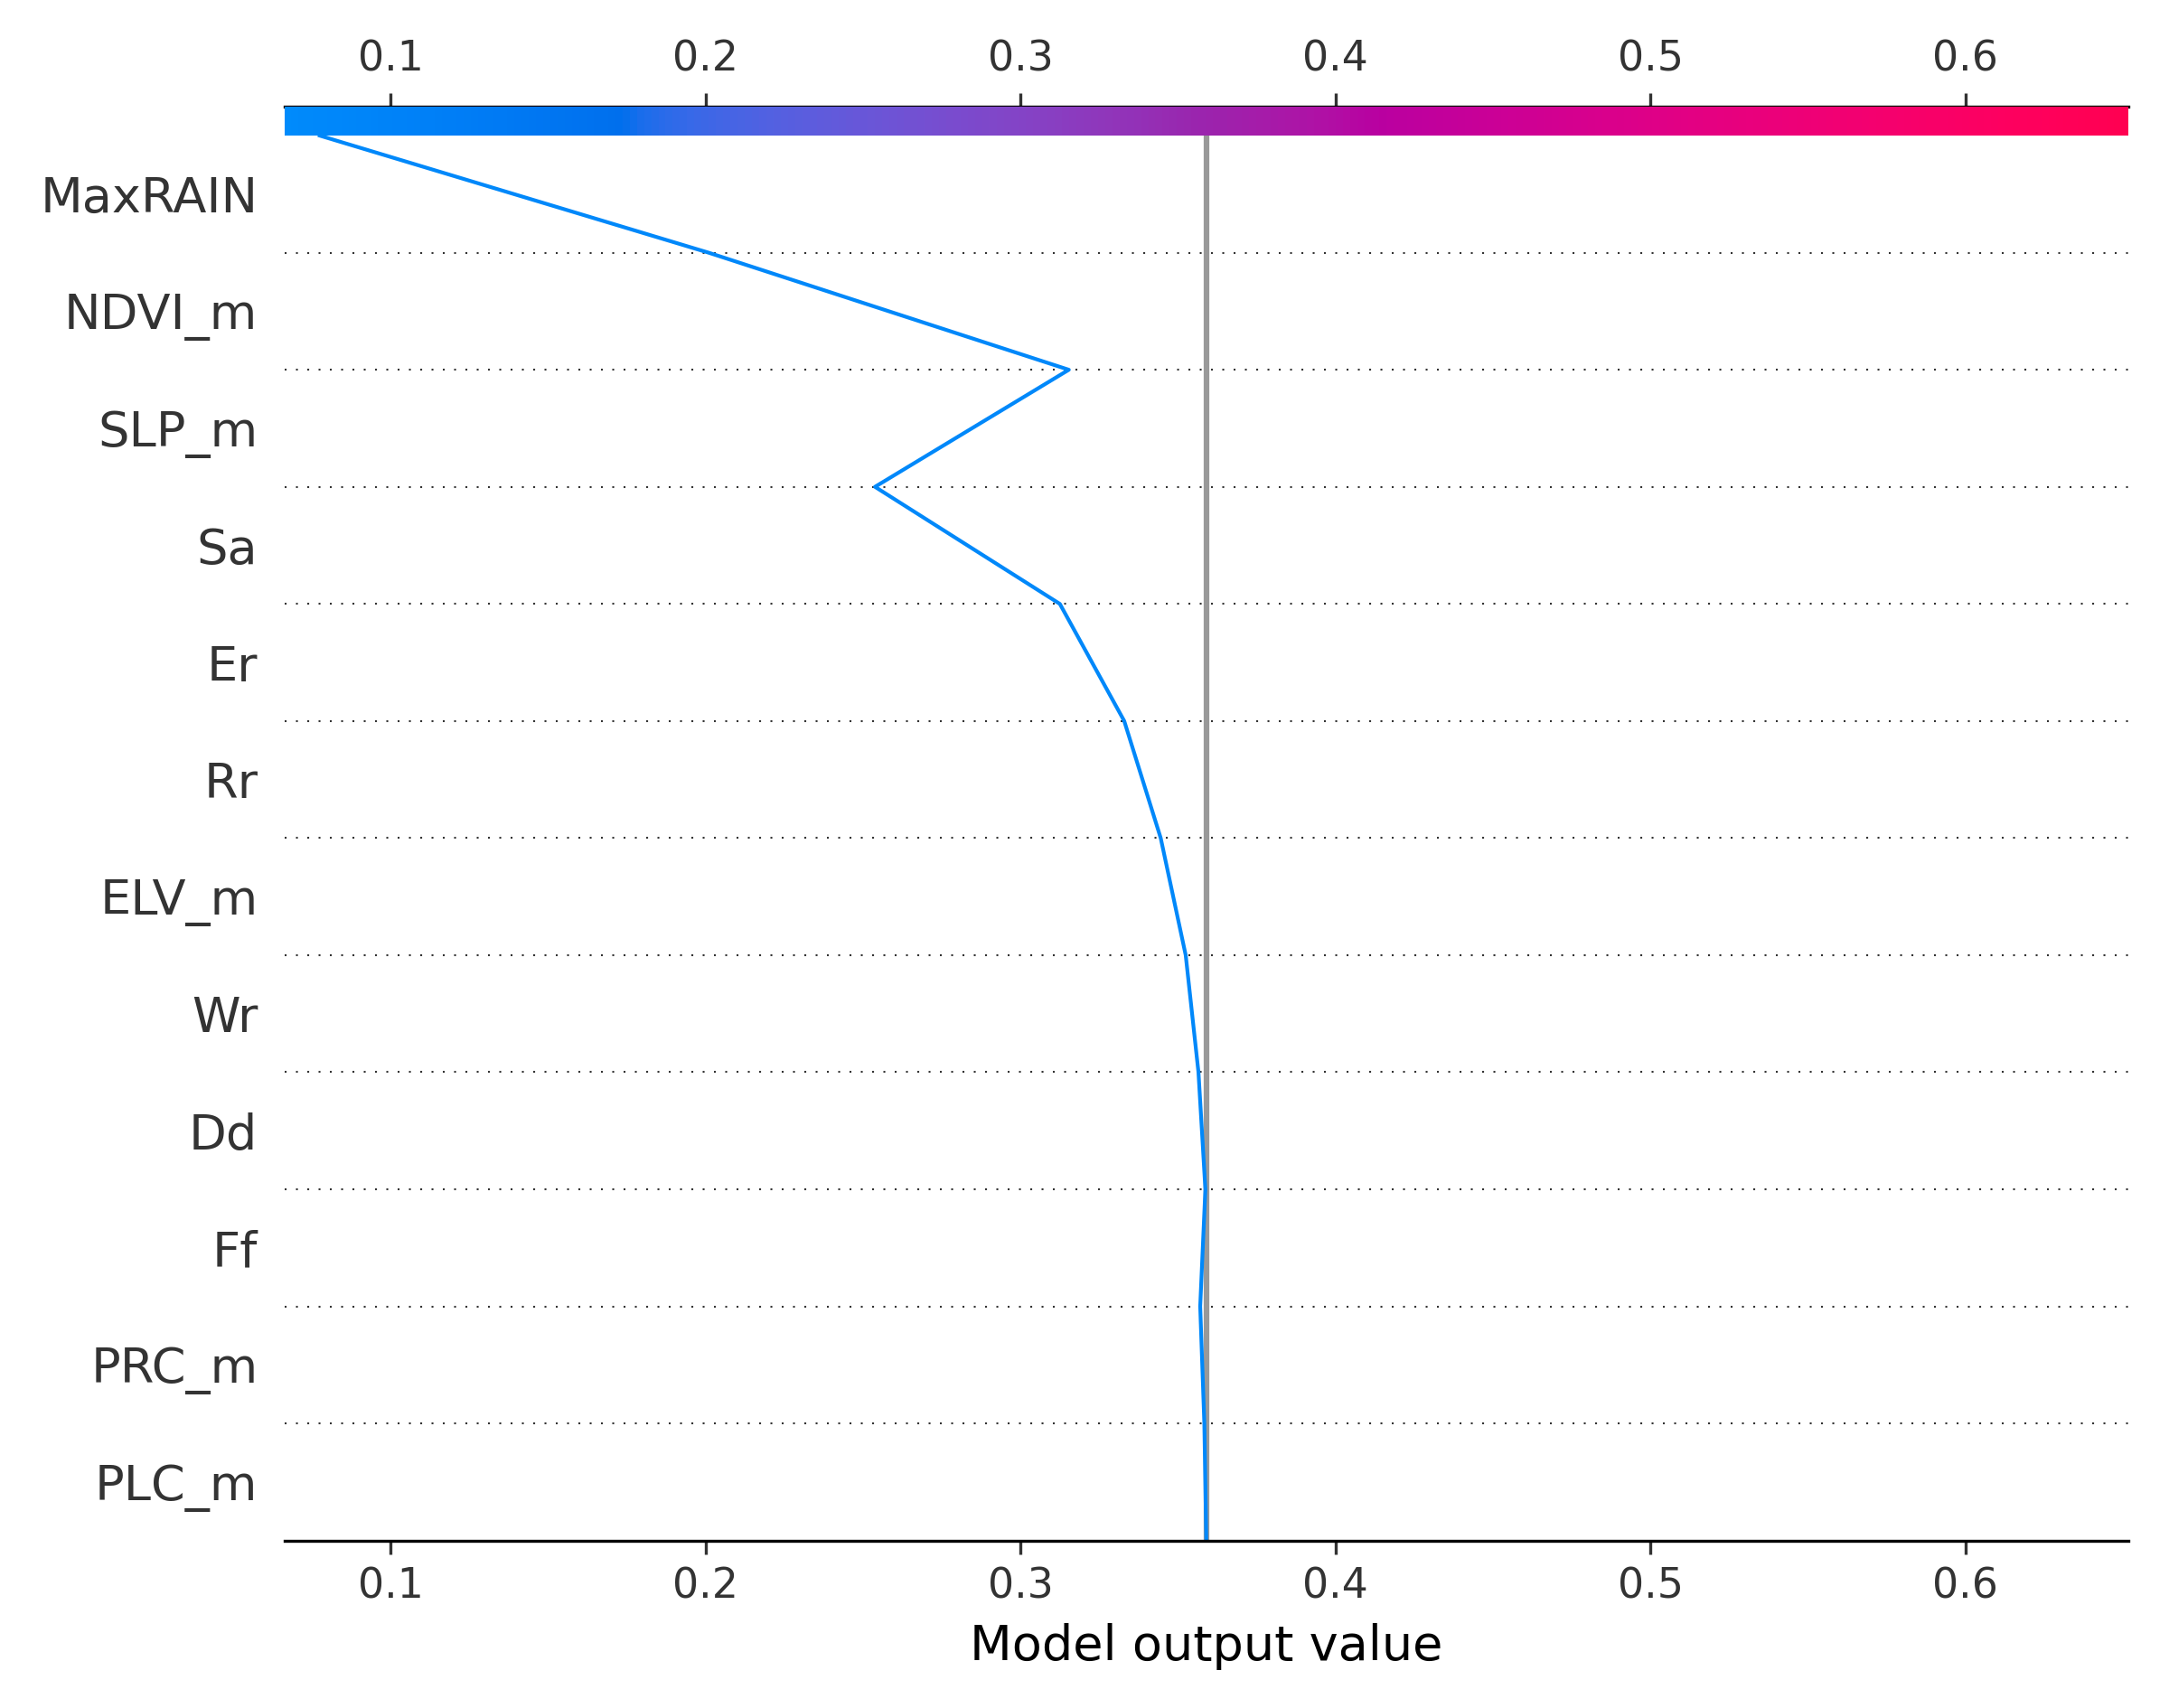 0.1 0.2 0.3 0.4 0.5 0.6
MaxRAIN
NDVI_m
SLP_m
Sa
Er
Rr
ELV_m
Wr
Dd
Ff
PRC_m
PLC_m
0.1 0.2 0.3 0.4 0.5 0.6
Model output value